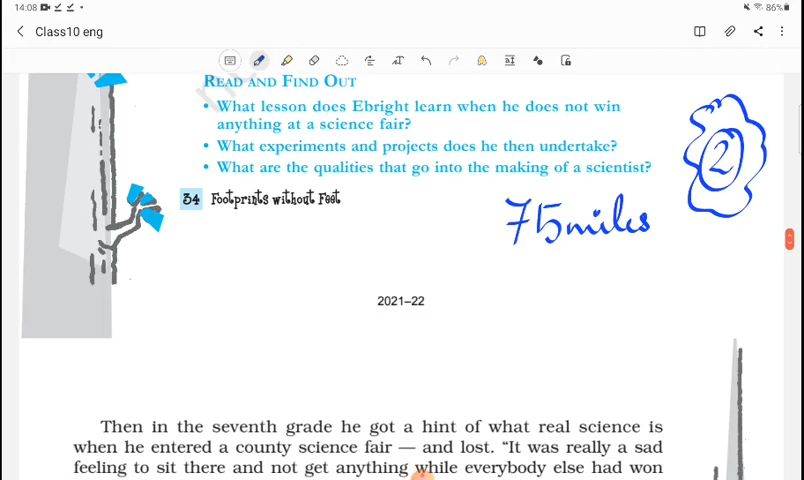 14:08
86%
Class10 eng
READ AND FIND OUT
• What lesson does Ebright learn when he does not win
anything at a science fair?
• What experiments and projects does he then undertake?
• What are the qualities that go into the making of a scientist?
2
34 Footprints without Feet
75miles
2021–22
Then in the seventh grade he got a hint of what real science is
when he entered a county science fair — and lost. “It was really a sad
feeling to sit there and not get anything while everybody else had won